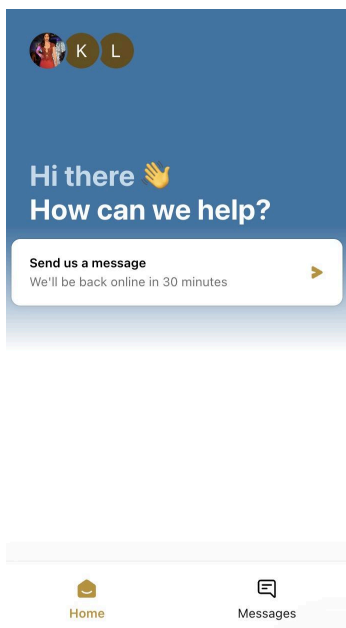 K L
Hi there 👋
How can we help?
Send us a message
We'll be back online in 30 minutes
Home
Messages